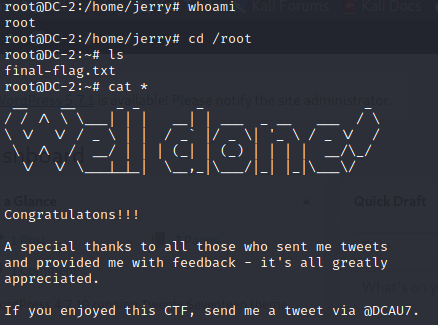 root@DC-2:/home/jerry# whoami
root
root@DC-2:/home/jerry# cd /root
root@DC-2:~# ls
final-flag.txt
root@DC-2:~# cat *
Well done
Congratulatons!!!
A special thanks to all those who sent me tweets
and provided me with feedback - it's all greatly
appreciated.
If you enjoyed this CTF, send me a tweet via @DCAU7.